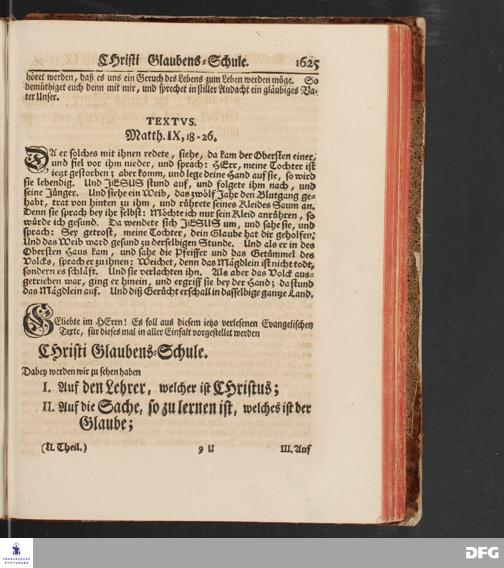 CHristi Glaubens-Schule. 1625
höret werden, daß es uns ein Geruch des Lebens zum Leben werden möge. So
demüthiget euch denn mit mir, und sprechet in stiller Andacht ein gläubiges Va-
ter Unser.
TEXTVS.
Matth. IX, 18-26.
DA er solches mit ihnen redete, siehe, da kam der Obersten einer,
und fiel vor ihm nieder, und sprach: HErr, meine Tochter ist
ietzt gestorben; aber komm, und lege deine Hand auf sie, so wird
sie lebendig. Und JESUS stund auf, und folgete ihm nach, und
seine Jünger. Und siehe ein Weib, das zwölf Jahr den Blutgang ge-
habt, trat von hinten zu ihm, und rührete seines Kleides Saum an.
Denn sie sprach bey ihr selbst: Möchte ich nur sein Kleid anrühren, so
würde ich gesund. Da wendete sich JESUS um, und sahe sie, und
sprach: Sey getrost, meine Tochter, dein Glaube hat dir geholfen.
Und das Weib ward gesund zu derselbigen Stunde. Und als er in des
Obersten Haus kam, und sahe die Pfeiffer und das Getümmel des
Volcks, sprach er zu ihnen: Weichet, denn das Mägdlein ist nicht todt,
sondern es schläft. Und sie verlachten ihn. Als aber das Volck aus-
getrieben war, ging er hinein, und ergriff sie bey der Hand; da stund
das Mägdlein auf. Und diß Gerücht erschall in dasselbige gantze Land.
GEliebte im HErrn! Es soll aus diesem ietzo verlesenen Evangelischen
Texte, für dieses mal in aller Einfalt vorgestellet werden
CHristi Glaubens-Schule.
Dabey werden wir zu sehen haben
I. Auf den Lehrer, welcher ist CHristus;
II. Auf die Sache, so zu lernen ist, welches ist der
Glaube;
(II. Theil.) 9 U III. Auf
FRANCKESCHE
STIFTUNGEN
DFG